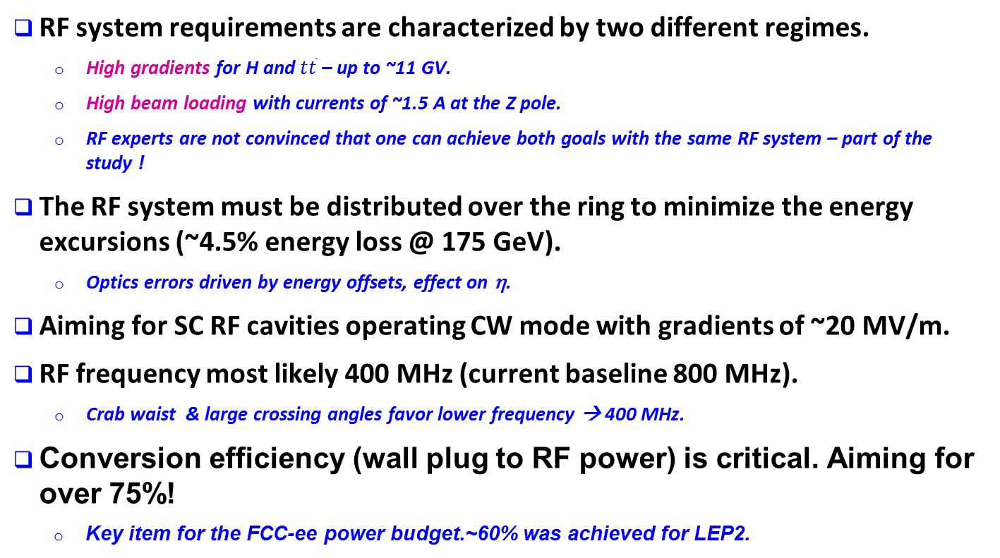 ❑ RF system requirements are characterized by two different regimes.
o High gradients for H and tt̄ – up to ~11 GV.
o High beam loading with currents of ~1.5 A at the Z pole.
o RF experts are not convinced that one can achieve both goals with the same RF system – part of the
study !
❑ The RF system must be distributed over the ring to minimize the energy
excursions (~4.5% energy loss @ 175 GeV).
o Optics errors driven by energy offsets, effect on η.
❑ Aiming for SC RF cavities operating CW mode with gradients of ~20 MV/m.
❑ RF frequency most likely 400 MHz (current baseline 800 MHz).
o Crab waist & large crossing angles favor lower frequency → 400 MHz.
❑ Conversion efficiency (wall plug to RF power) is critical. Aiming for
over 75%!
o Key item for the FCC-ee power budget.~60% was achieved for LEP2.